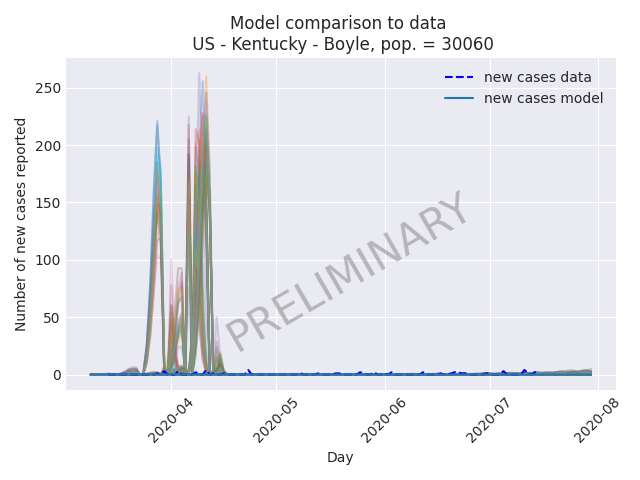 Model comparison to data
US - Kentucky - Boyle, pop. = 30060
new cases data
new cases model
Number of new cases reported
250
200
150
100
50
0
PRELIMINARY
2020-04
2020-05
2020-06
2020-07
2020-08
Day